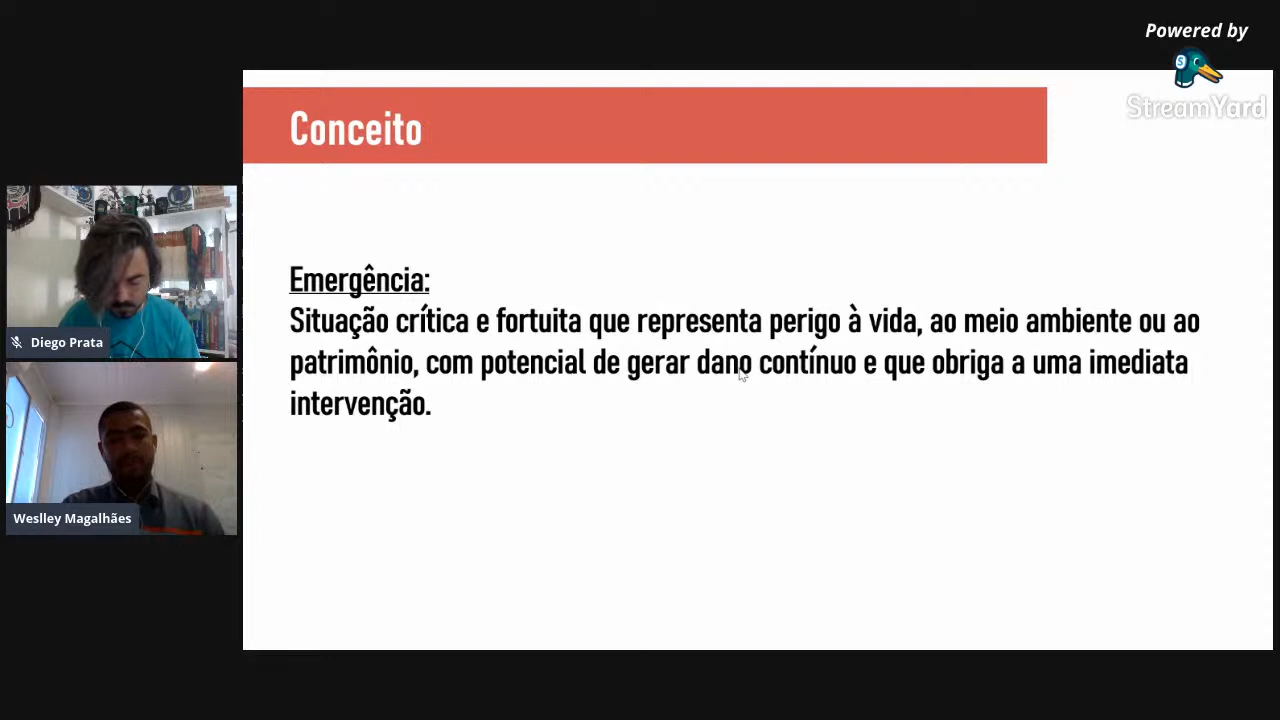 Powered by
StreamYard
Conceito
Emergência:
Situação crítica e fortuita que representa perigo à vida, ao meio ambiente ou ao
patrimônio, com potencial de gerar dano contínuo e que obriga a uma imediata
intervenção.
Diego Prata
Weslley Magalhães